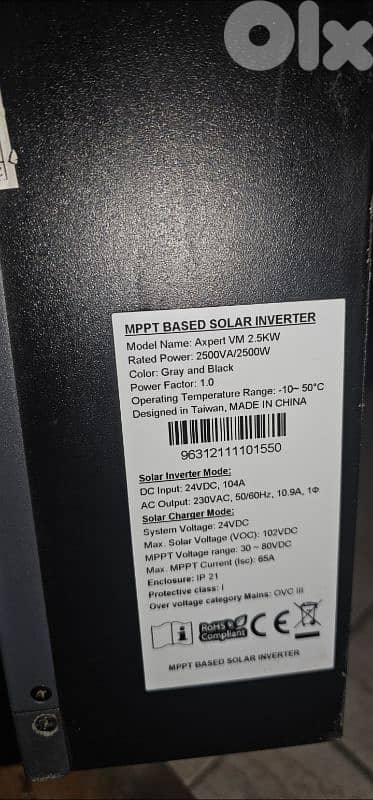 Olx
MPPT BASED SOLAR INVERTER
Model Name: Axpert VM 2.5KW
Rated Power: 2500VA/2500W
Color: Gray and Black
Power Factor: 1.0
Operating Temperature Range: -10~ 50°C
Designed in Taiwan, MADE IN CHINA
96312111101550
Solar Inverter Mode:
DC Input: 24VDC, 104A
AC Output: 230VAC, 50/60Hz, 10.9A, 1Φ
Solar Charger Mode:
System Voltage: 24VDC
Max. Solar Voltage (VOC): 102VDC
MPPT Voltage range: 30 ~ 80VDC
Max. MPPT Current (Isc): 65A
Enclosure: IP 21
Protective class: I
Over voltage category Mains: OVC III
i RoHS Compliant CE
MPPT BASED SOLAR INVERTER